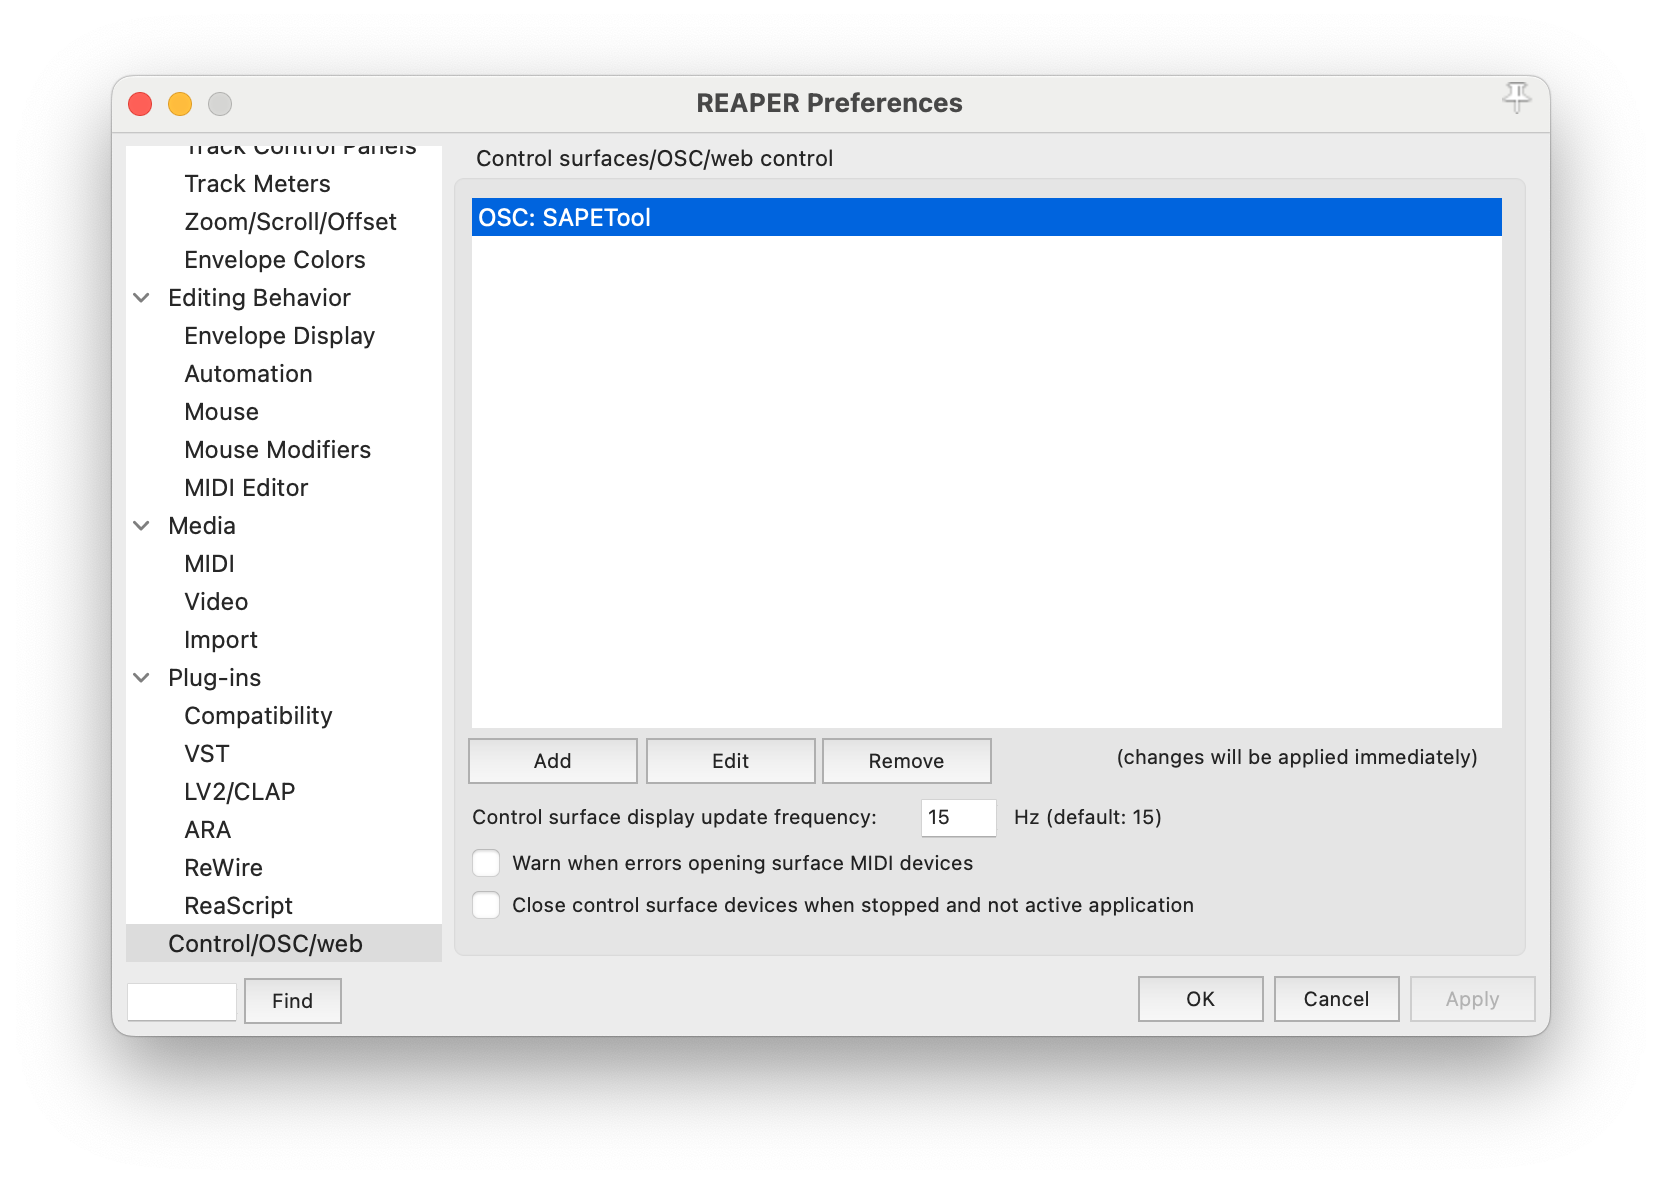 REAPER Preferences
Track Control Panels
Track Meters
Zoom/Scroll/Offset
Envelope Colors
Editing Behavior
Envelope Display
Automation
Mouse
Mouse Modifiers
MIDI Editor
Media
MIDI
Video
Import
Plug-ins
Compatibility
VST
LV2/CLAP
ARA
ReWire
ReaScript
Control/OSC/web
Find
Control surfaces/OSC/web control
OSC: SAPETool
Add Edit Remove (changes will be applied immediately)
Control surface display update frequency: 15 Hz (default: 15)
Warn when errors opening surface MIDI devices
Close control surface devices when stopped and not active application
OK Cancel Apply